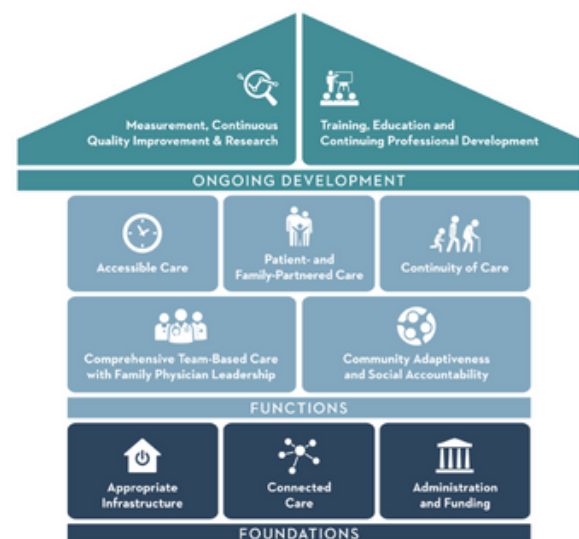 Measurement, Continuous
Quality Improvement & Research
Training, Education and
Continuing Professional Development
ONGOING DEVELOPMENT
Accessible Care
Patient- and
Family-Partnered Care
Continuity of Care
Comprehensive Team-Based Care
with Family Physician Leadership
Community Adaptiveness
and Social Accountability
FUNCTIONS
Appropriate
Infrastructure
Connected
Care
Administration
and Funding
FOUNDATIONS